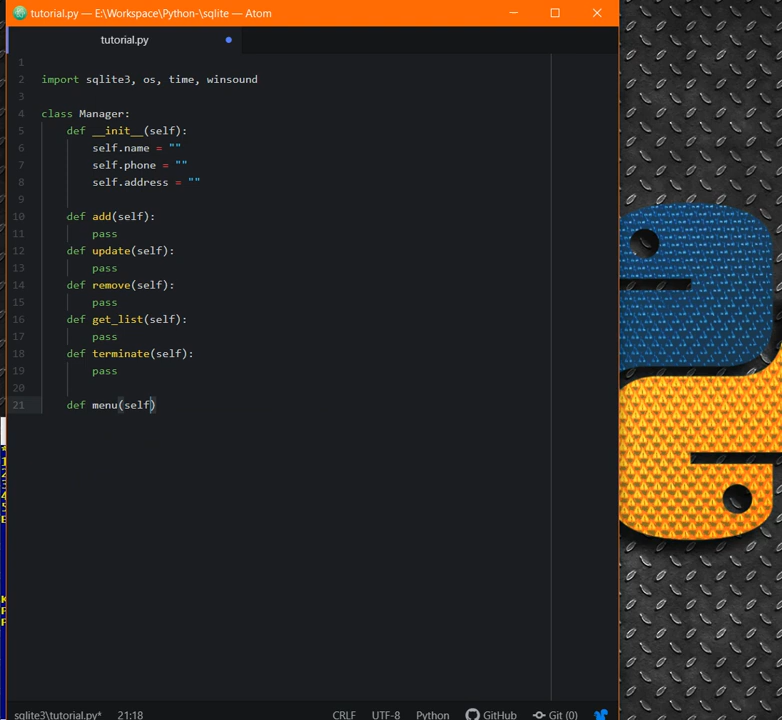 tutorial.py — E:\Workspace\Python-\sqlite — Atom
tutorial.py
1
2 import sqlite3, os, time, winsound
3
4 class Manager:
5 def __init__(self):
6 self.name = ""
7 self.phone = ""
8 self.address = ""
9
10 def add(self):
11 pass
12 def update(self):
13 pass
14 def remove(self):
15 pass
16 def get_list(self):
17 pass
18 def terminate(self):
19 pass
20
21 def menu(self)
sqlite3\tutorial.py* 21:18 CRLF UTF-8 Python GitHub Git (0)